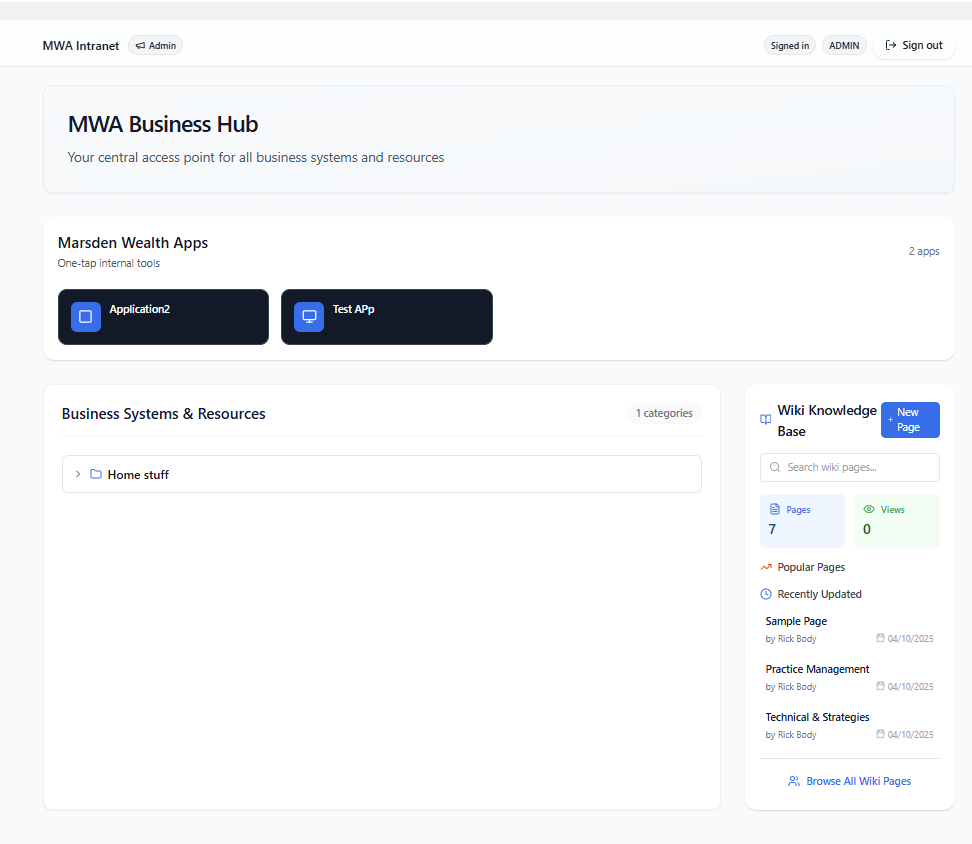 MWA Intranet Admin Signed in ADMIN Sign out
MWA Business Hub
Your central access point for all business systems and resources
Marsden Wealth Apps
One-tap internal tools
2 apps
Application2
Test APp
Business Systems & Resources
1 categories
Home stuff
Wiki Knowledge
Base
+ New
Page
Search wiki pages...
Pages
7
Views
0
Popular Pages
Recently Updated
Sample Page
by Rick Body 04/10/2025
Practice Management
by Rick Body 04/10/2025
Technical & Strategies
by Rick Body 04/10/2025
Browse All Wiki Pages